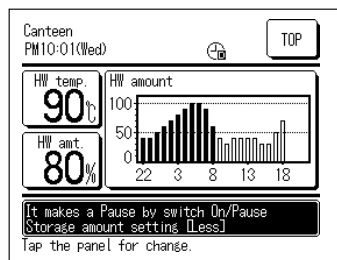 Canteen
PM10:01(Wed)
TOP
HW temp.
90℃
HW amt.
80%
HW amount
100
50
0
22 3 8 13 18
It makes a Pause by switch On/Pause
Storage amount setting [Less]
Tap the panel for change.